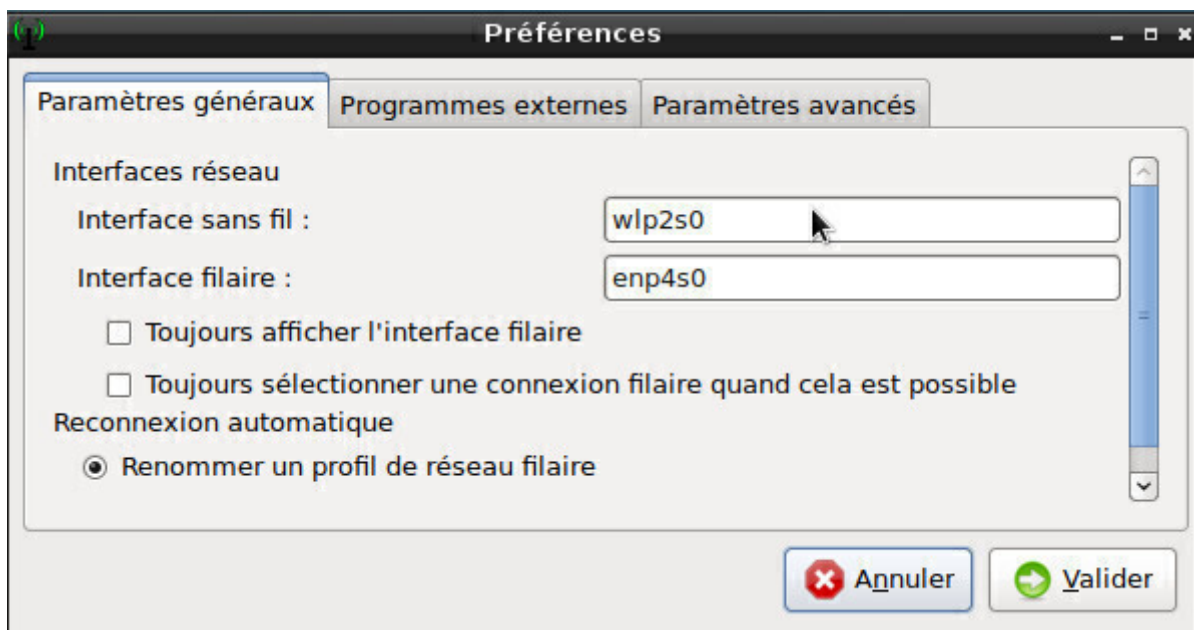 Préférences
Paramètres généraux Programmes externes Paramètres avancés
Interfaces réseau
Interface sans fil : wlp2s0
Interface filaire : enp4s0
Toujours afficher l'interface filaire
Toujours sélectionner une connexion filaire quand cela est possible
Reconnexion automatique
Renommer un profil de réseau filaire
Annuler Valider